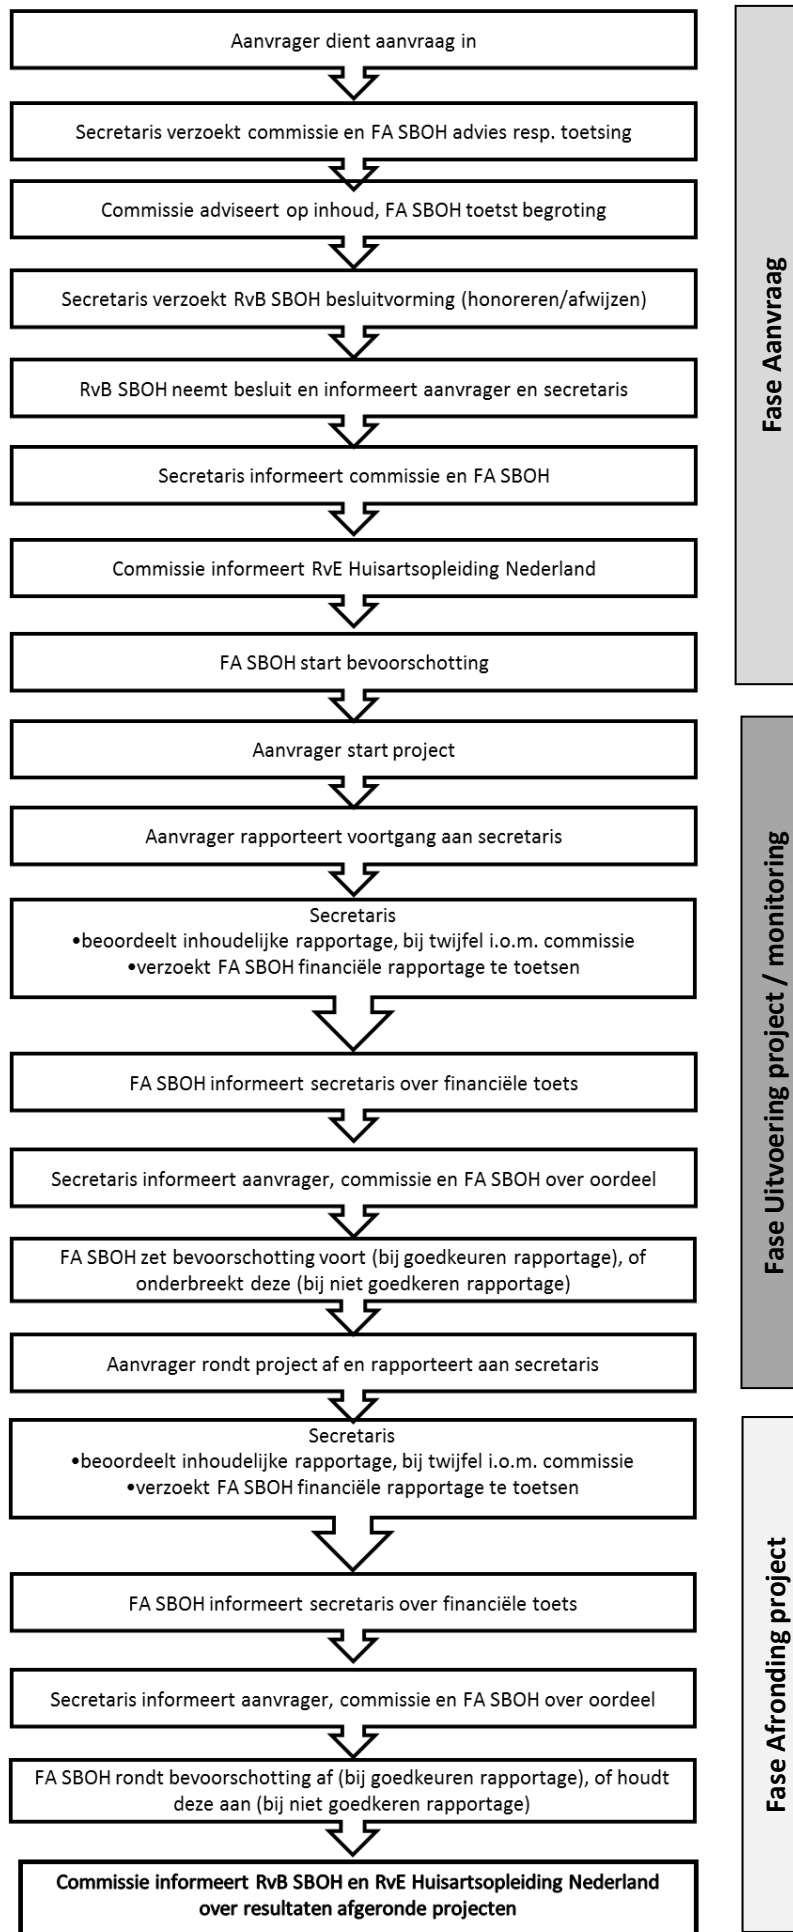 Aanvrager dient aanvraag in
Secretaris verzoekt commissie en FA SBOH advies resp. toetsing
Commissie adviseert op inhoud, FA SBOH toetst begroting
Secretaris verzoekt RvB SBOH besluitvorming (honoreren/afwijzen)
RvB SBOH neemt besluit en informeert aanvrager en secretaris
Secretaris informeert commissie en FA SBOH
Commissie informeert RvE Huisartsopleiding Nederland
FA SBOH start bevoorschotting
Fase Aanvraag
Aanvrager start project
Aanvrager rapporteert voortgang aan secretaris
Secretaris
•beoordeelt inhoudelijke rapportage, bij twijfel i.o.m. commissie
•verzoekt FA SBOH financiële rapportage te toetsen
FA SBOH informeert secretaris over financiële toets
Secretaris informeert aanvrager, commissie en FA SBOH over oordeel
FA SBOH zet bevoorschotting voort (bij goedkeuren rapportage), of
onderbreekt deze (bij niet goedkeren rapportage)
Aanvrager rondt project af en rapporteert aan secretaris
Fase Uitvoering project / monitoring
Secretaris
•beoordeelt inhoudelijke rapportage, bij twijfel i.o.m. commissie
•verzoekt FA SBOH financiële rapportage te toetsen
FA SBOH informeert secretaris over financiële toets
Secretaris informeert aanvrager, commissie en FA SBOH over oordeel
FA SBOH rondt bevoorschotting af (bij goedkeuren rapportage), of houdt
deze aan (bij niet goedkeren rapportage)
Commissie informeert RvB SBOH en RvE Huisartsopleiding Nederland
over resultaten afgeronde projecten
Fase Afronding project